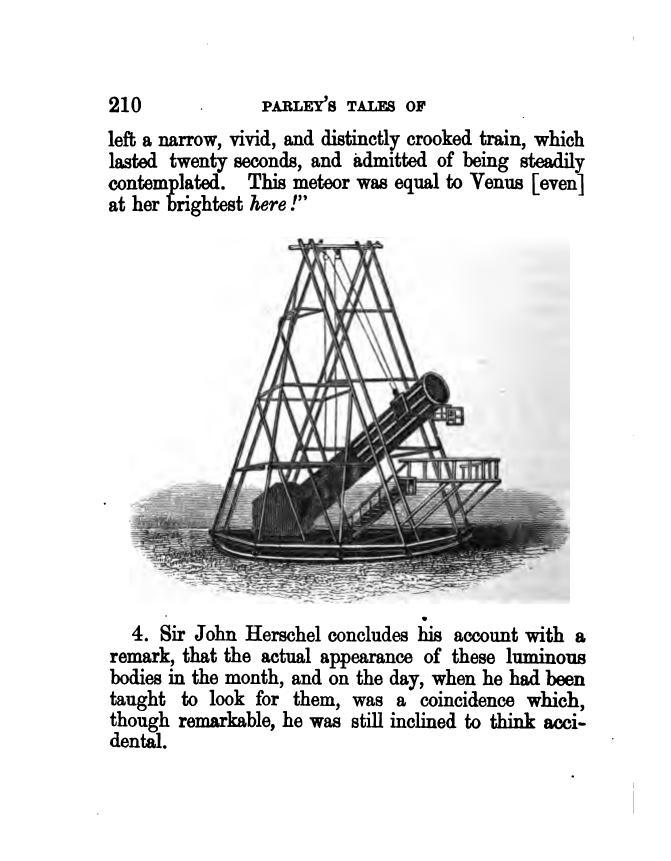 210 PARLEY'S TALES OF
left a narrow, vivid, and distinctly crooked train, which
lasted twenty seconds, and admitted of being steadily
contemplated. This meteor was equal to Venus [even]
at her brightest here!"
4. Sir John Herschel concludes his account with a
remark, that the actual appearance of these luminous
bodies in the month, and on the day, when he had been
taught to look for them, was a coincidence which,
though remarkable, he was still inclined to think acci-
dental.